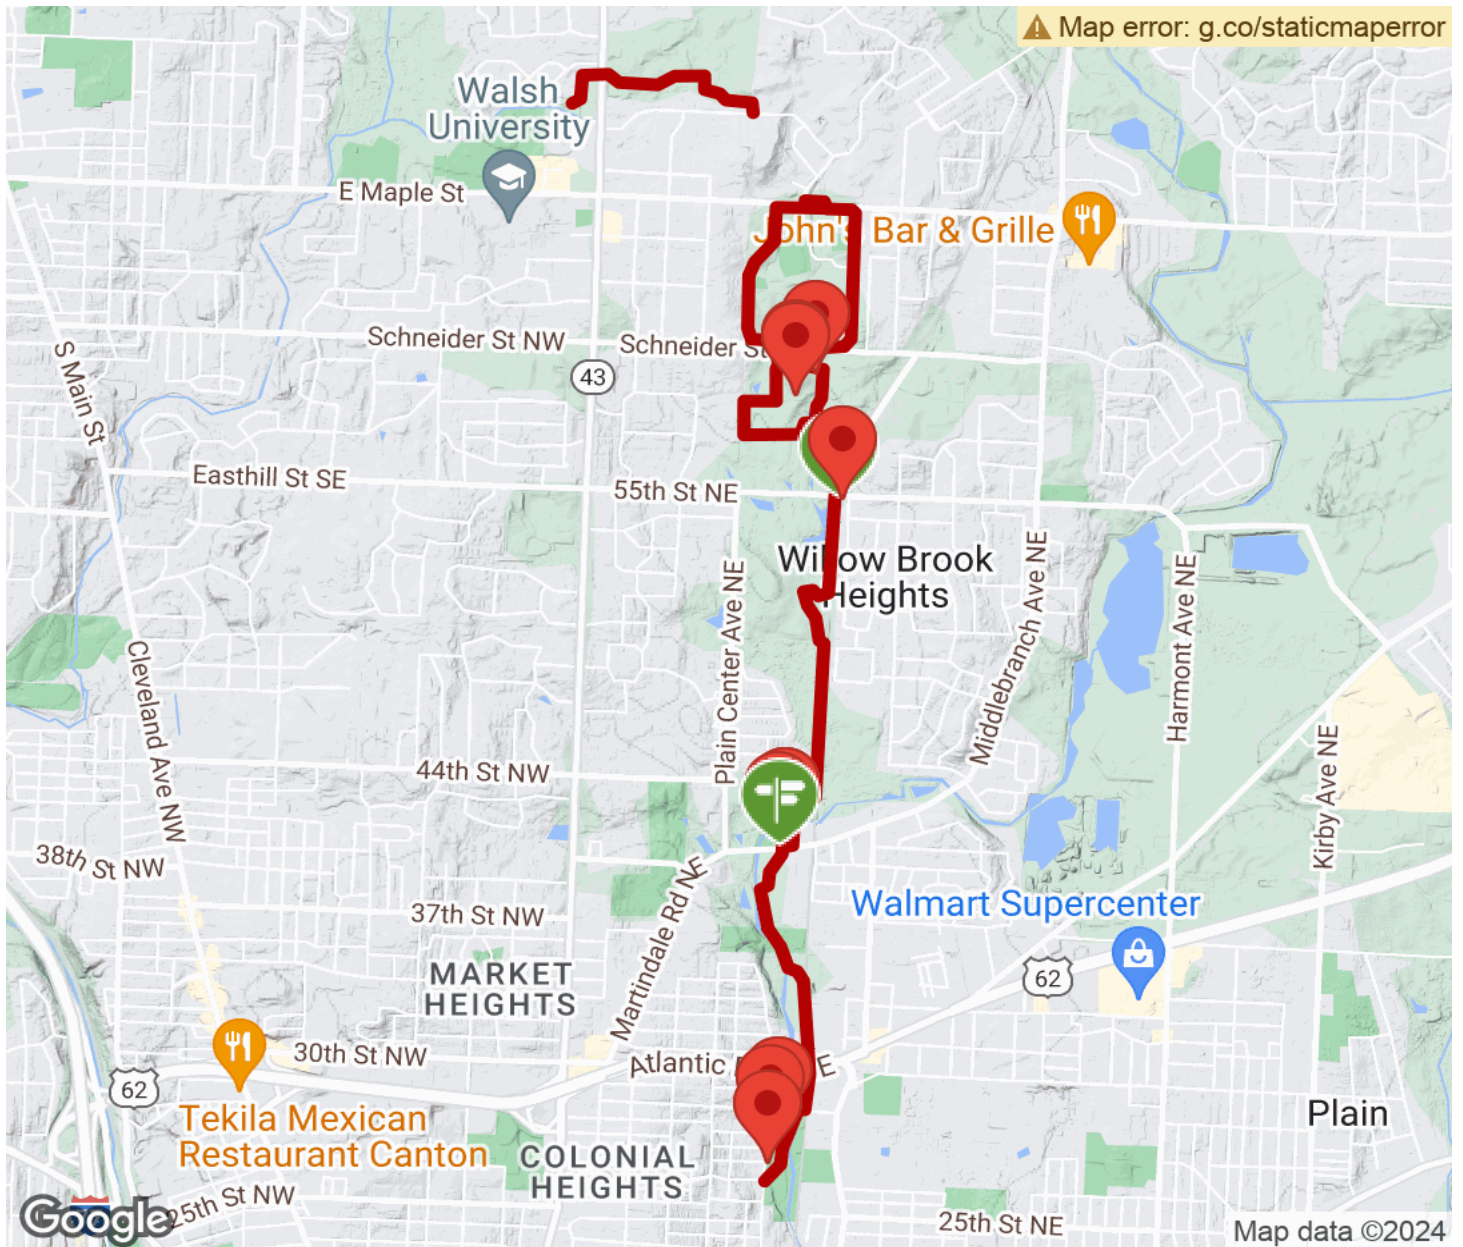 Map error: g.co/staticmaperror
Walsh
University
E Maple St
John's Bar & Grille
Schneider St NW
Schneider St
43
S Main St
Easthill St SE
55th St NE
Willow Brook
Heights
Plain Center Ave NE
Middlebranch Ave NE
Harmont Ave NE
Cleveland Ave NW
44th St NW
Kirby Ave NE
38th St NW
Martindale Rd NE
Walmart Supercenter
37th St NW
MARKET
HEIGHTS
62
30th St NW
Atlantic
E
62
Tekila Mexican
Restaurant Canton
Plain
COLONIAL
HEIGHTS
25th St NW
25th St NE
Google
Map data ©2024